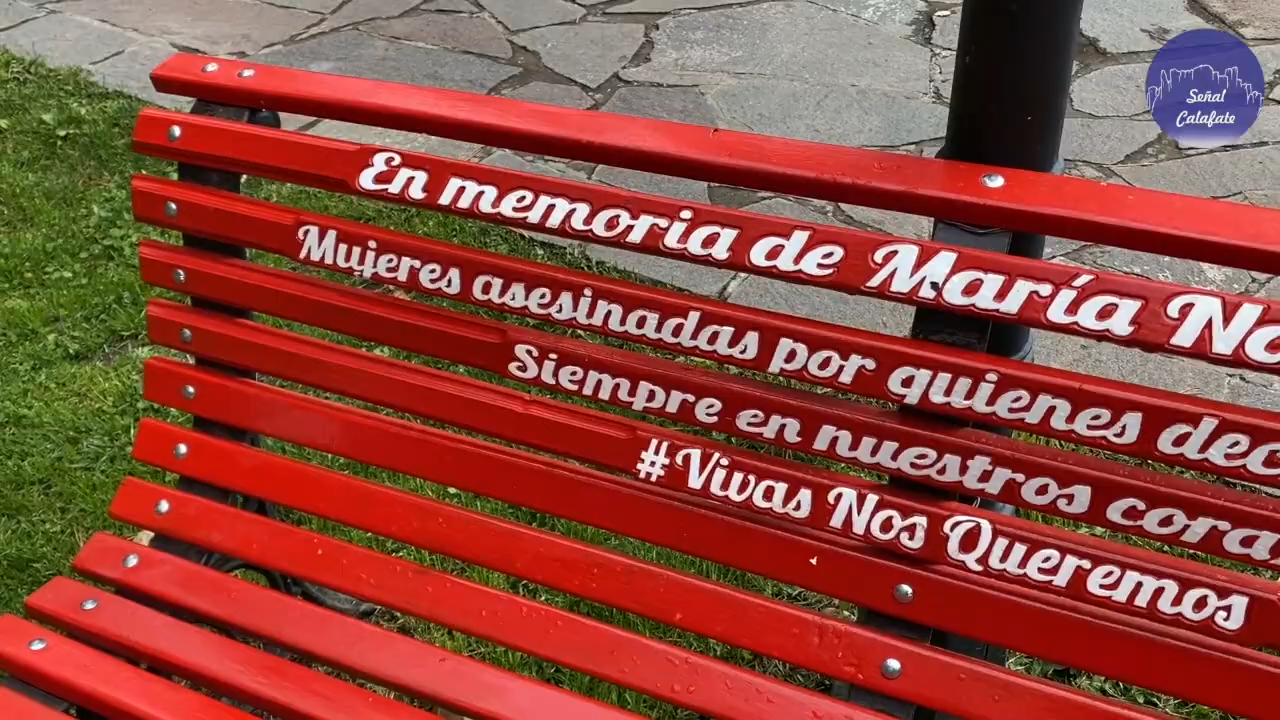 Señal
Calafate
En memoria de María
Mujeres asesinadas por quienes
Siempre en nuestros
#Vivas Nos Queremos